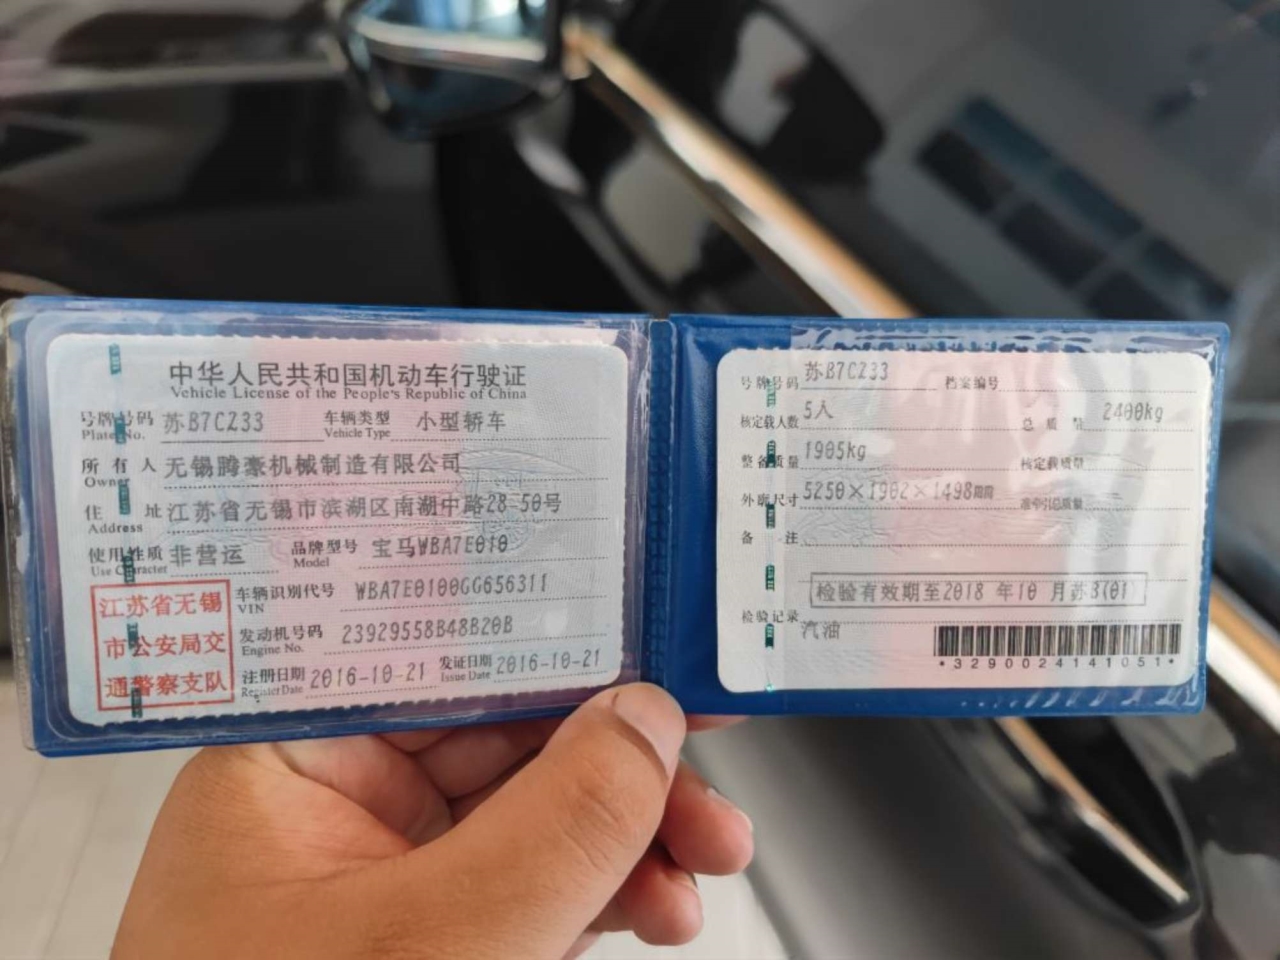 中华人民共和国机动车行驶证
Vehicle License of the People's Republic of China
号牌号码 苏B7CZ33 车辆类型 小型轿车
Plate No. Vehicle Type
所有人 无锡腾豪机械制造有限公司
Owner
住址 江苏省无锡市滨湖区南湖中路28-50号
Address
使用性质 非营运 品牌型号 宝马WBA7E010
Use Character Model
江苏省无锡
市公安局交
通警察支队
车辆识别代号 WBA7E0100GG656311
VIN
发动机号码 23929558B48B20B
Engine No.
注册日期 2016-10-21 发证日期 2016-10-21
Register Date Issue Date
号牌号码 苏B7CZ33 档案编号
核定载人数 5人 总质量 2400kg
整备质量 1905kg 核定载质量
外廓尺寸 5250×1902×1498mm 准牵引总质量
备注
检验有效期至2018 年10 月苏B(01)
检验记录
汽油
*3290024141051*